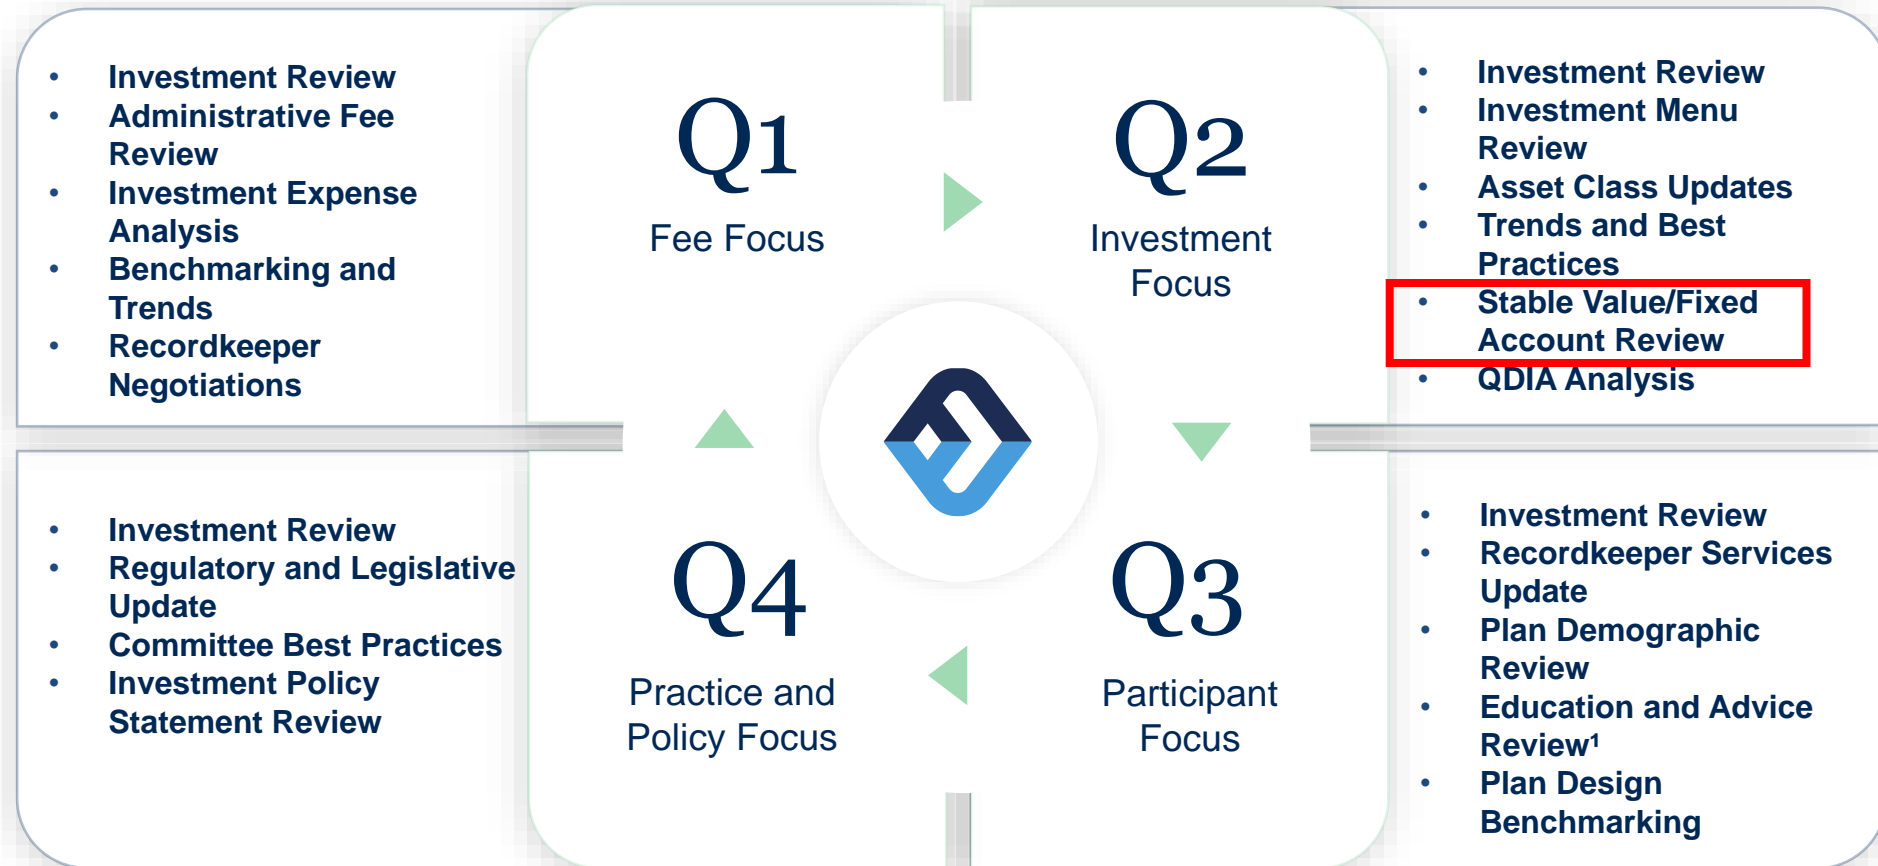 • Investment Review
• Administrative Fee
Review
• Investment Expense
Analysis
• Benchmarking and
Trends
• Recordkeeper
Negotiations
Q1
Fee Focus
Q2
Investment
Focus
• Investment Review
• Investment Menu
Review
• Asset Class Updates
• Trends and Best
Practices
• Stable Value/Fixed
Account Review
• QDIA Analysis
• Investment Review
• Regulatory and Legislative
Update
• Committee Best Practices
• Investment Policy
Statement Review
Q4
Practice and
Policy Focus
Q3
Participant
Focus
• Investment Review
• Recordkeeper Services
Update
• Plan Demographic
Review
• Education and Advice
Review¹
• Plan Design
Benchmarking